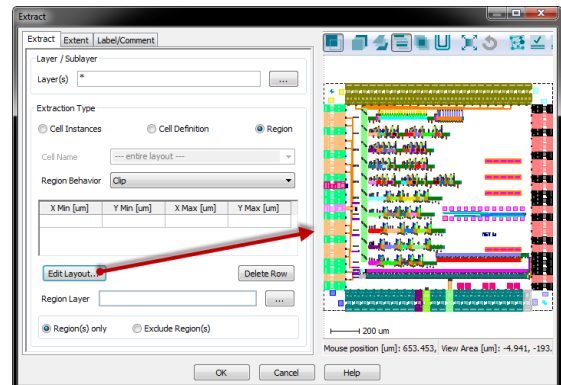 Extract
Extract Extent Label/Comment
Layer / Sublayer
Layer(s) * ...
Extraction Type
Cell Instances Cell Definition Region
Cell Name --- entire layout ---
Region Behavior Clip
X Min [um] Y Min [um] X Max [um] Y Max [um]
Edit Layout... Delete Row
Region Layer ...
Region(s) only Exclude Region(s)
200 um
Mouse position [um]: 653.453, View Area [um]: -4.941, -193.
OK Cancel Help